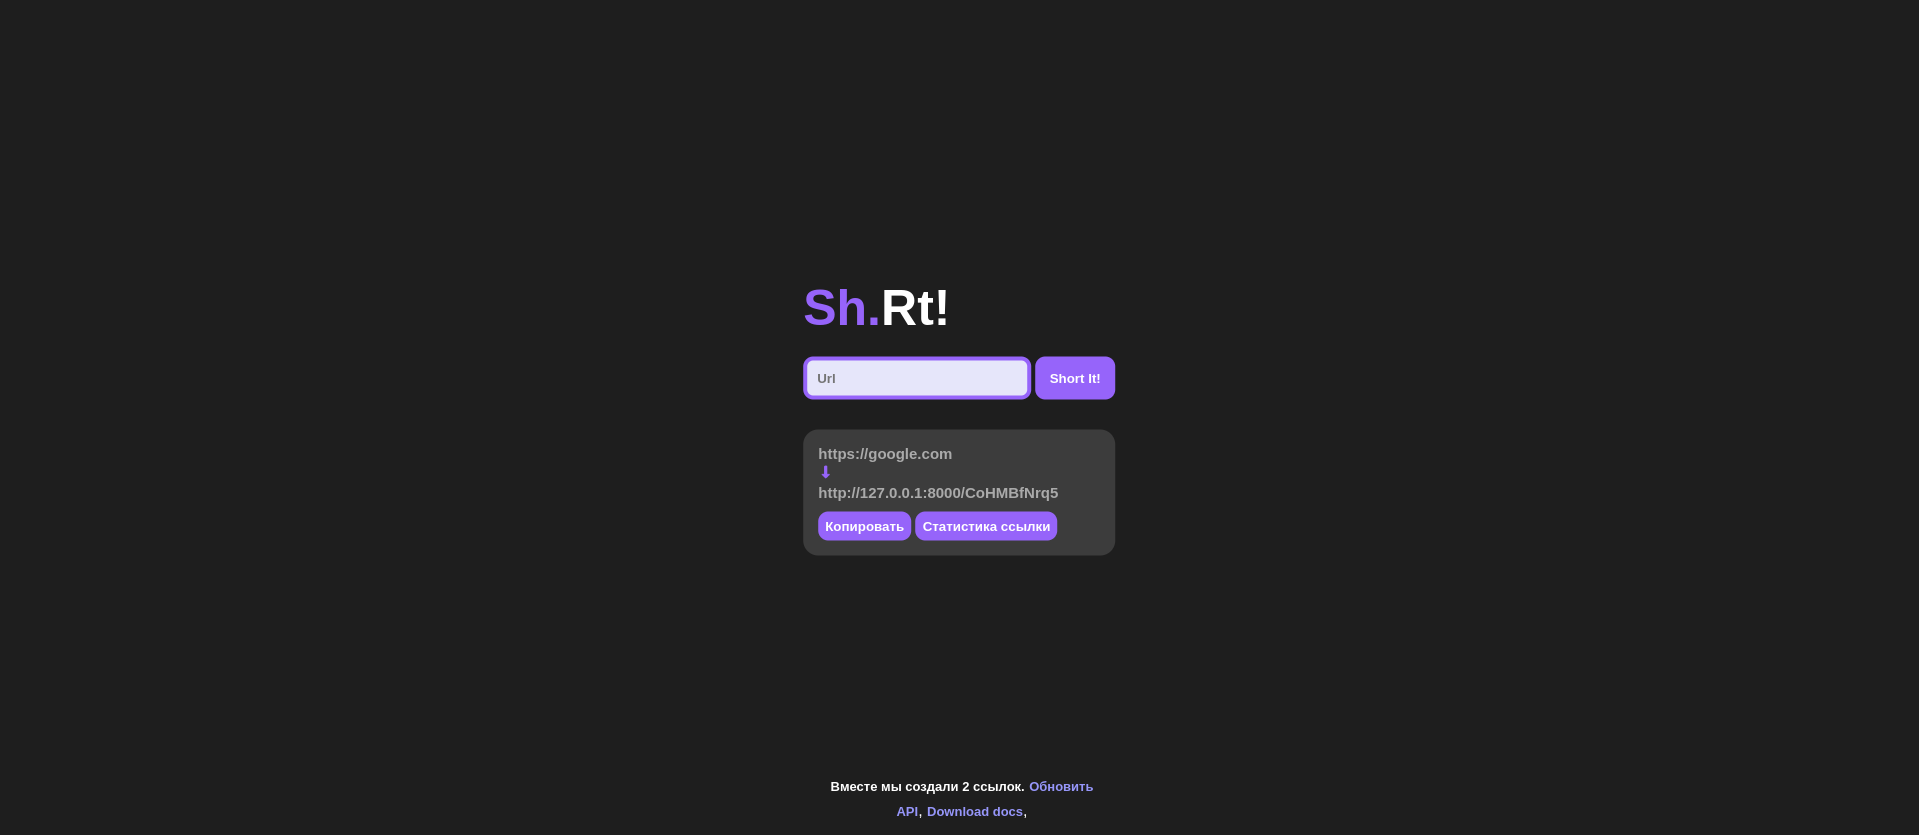 Sh.Rt!
Url Short It!
https://google.com
⬇
http://127.0.0.1:8000/CoHMBfNrq5
Копировать Статистика ссылки
Вместе мы создали 2 ссылок. Обновить
API, Download docs,